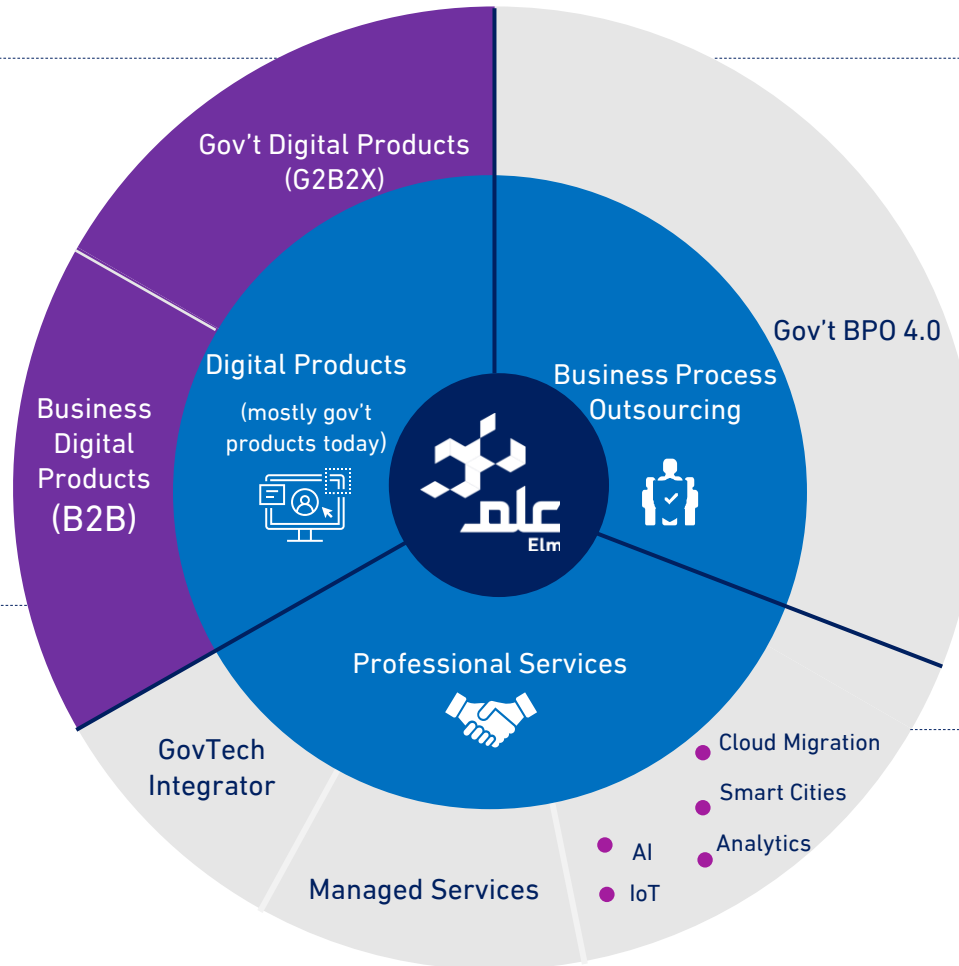 Gov't Digital Products
(G2B2X)
Business
Digital
Products
(B2B)
Digital Products
(mostly gov't
products today)
Business Process
Outsourcing
Gov't BPO 4.0
علم
Elm
Professional Services
GovTech
Integrator
Managed Services
Cloud Migration
Smart Cities
Analytics
AI
IoT